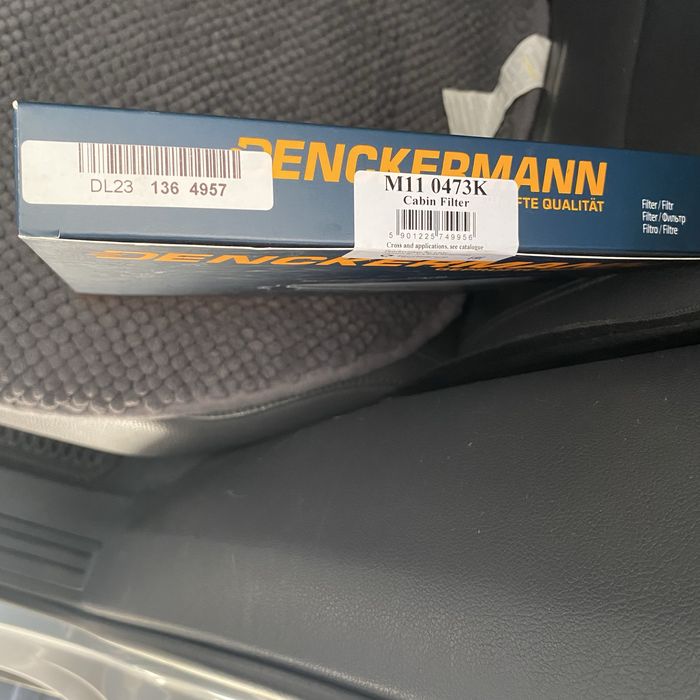 DENCKERMANN
DL23 136 4957
M11 0473K
Cabin Filter
5 901225 749956
Cross and applications, see catalogue
FTE QUALITÄT
Filter / Filtr
Filter / Фильтр
Filtro / Filtre
DENCKERMANN